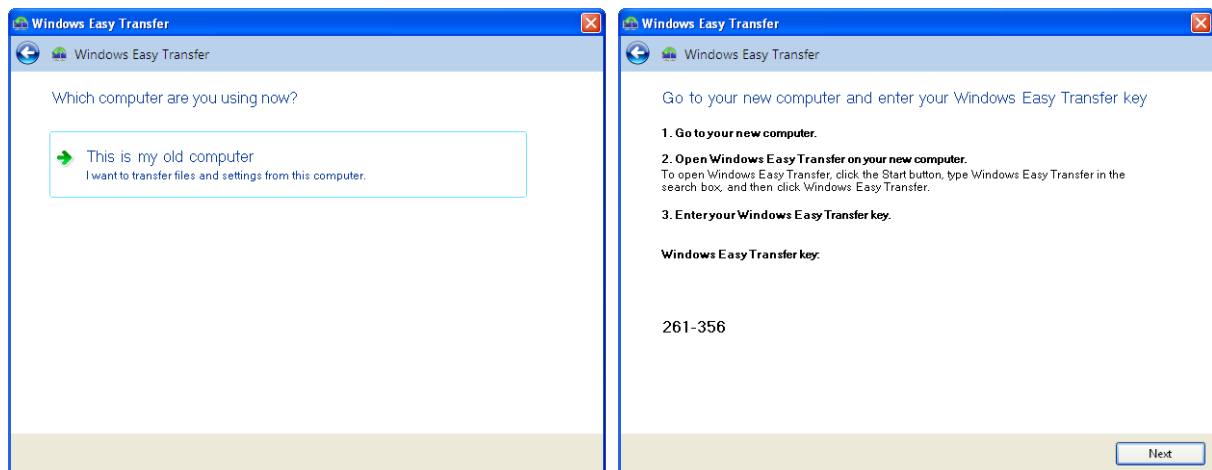 Windows Easy Transfer
Windows Easy Transfer
Which computer are you using now?
This is my old computer
I want to transfer files and settings from this computer.
Windows Easy Transfer
Windows Easy Transfer
Go to your new computer and enter your Windows Easy Transfer key
1. Go to your new computer.
2. Open Windows Easy Transfer on your new computer.
To open Windows Easy Transfer, click the Start button, type Windows Easy Transfer in the
search box, and then click Windows Easy Transfer.
3. Enter your Windows Easy Transfer key.
Windows Easy Transfer key:
261-356
Next